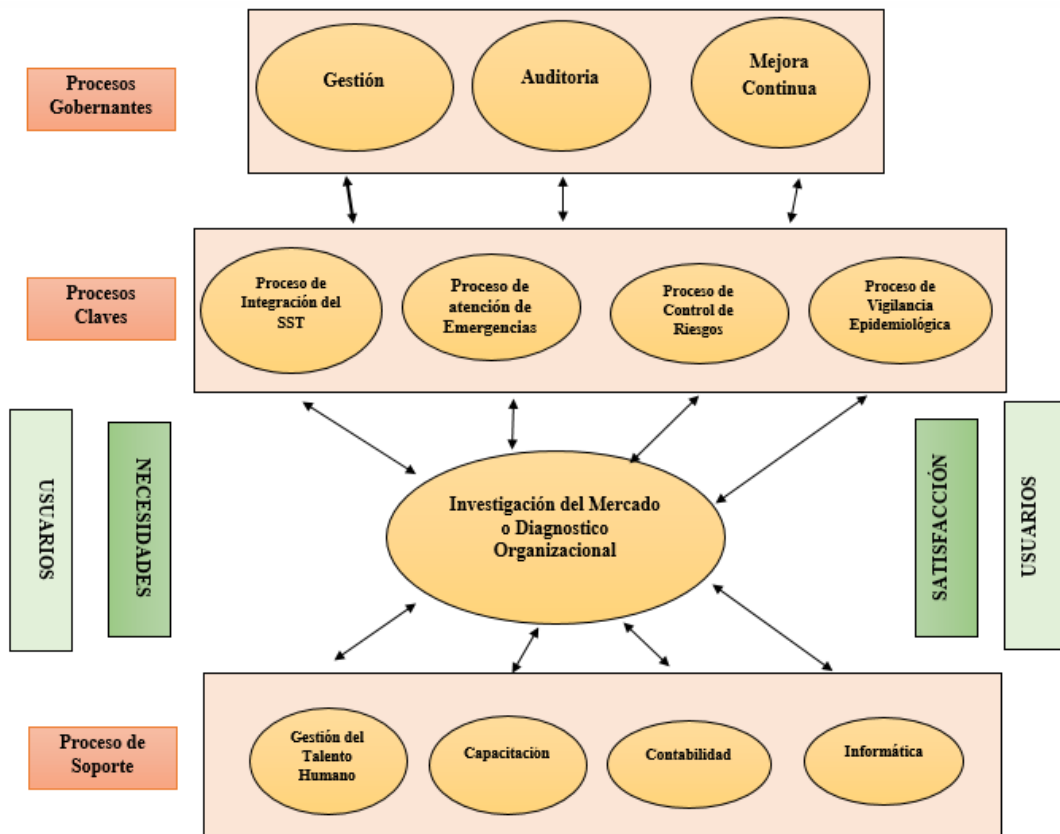 Procesos
Gobernantes
Gestión
Auditoria
Mejora
Continua
Procesos
Claves
Proceso de
Integración del
SST
Proceso de
atención de
Emergencias
Proceso de
Control de
Riesgos
Proceso de
Vigilancia
Epidemiológica
USUARIOS
NECESIDADES
Investigación del Mercado
o Diagnostico
Organizacional
SATISFACCIÓN
USUARIOS
Proceso de
Soporte
Gestión del
Talento
Humano
Capacitación
Contabilidad
Informática